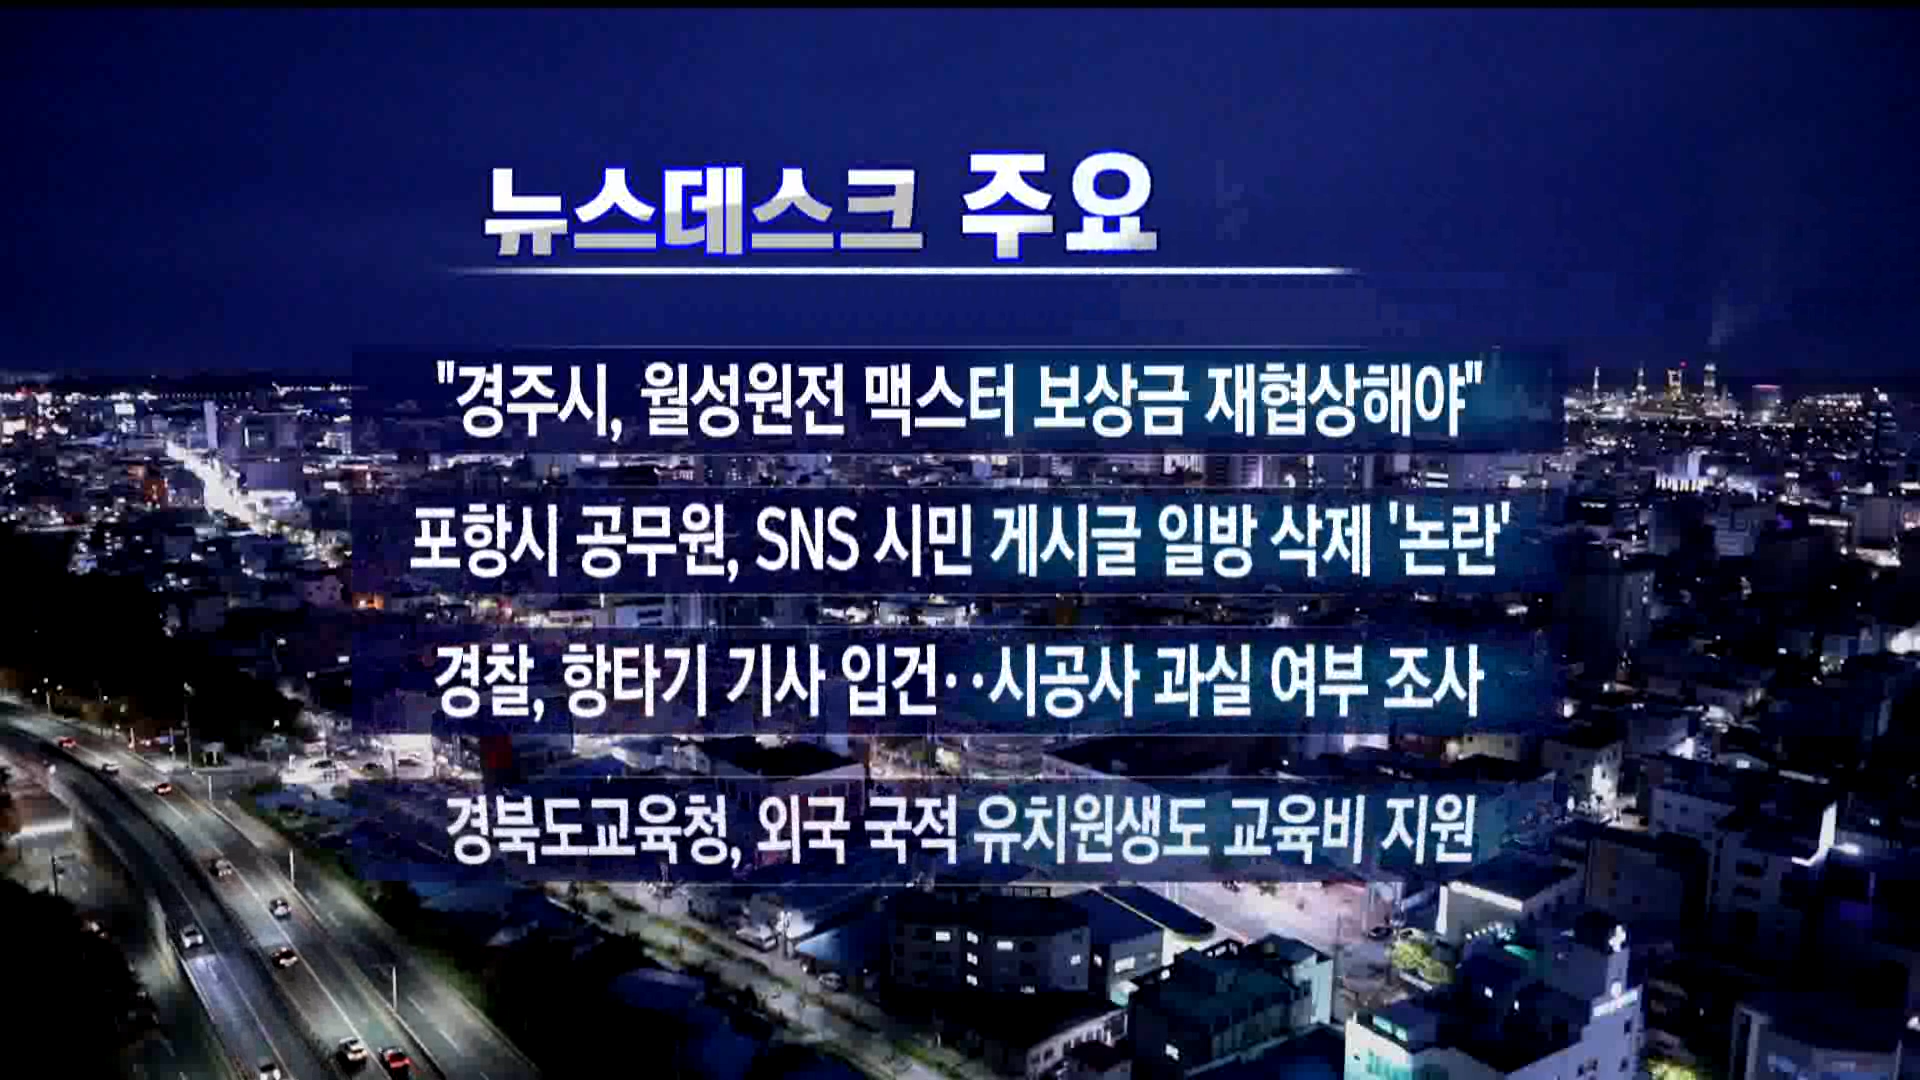 뉴스데스크 주요
"경주시, 월성원전 맥스터 보상금 재협상해야"
포항시 공무원, SNS 시민 게시글 일방 삭제 '논란'
경찰, 항타기 기사 입건‥시공사 과실 여부 조사
경북도교육청, 외국 국적 유치원생도 교육비 지원